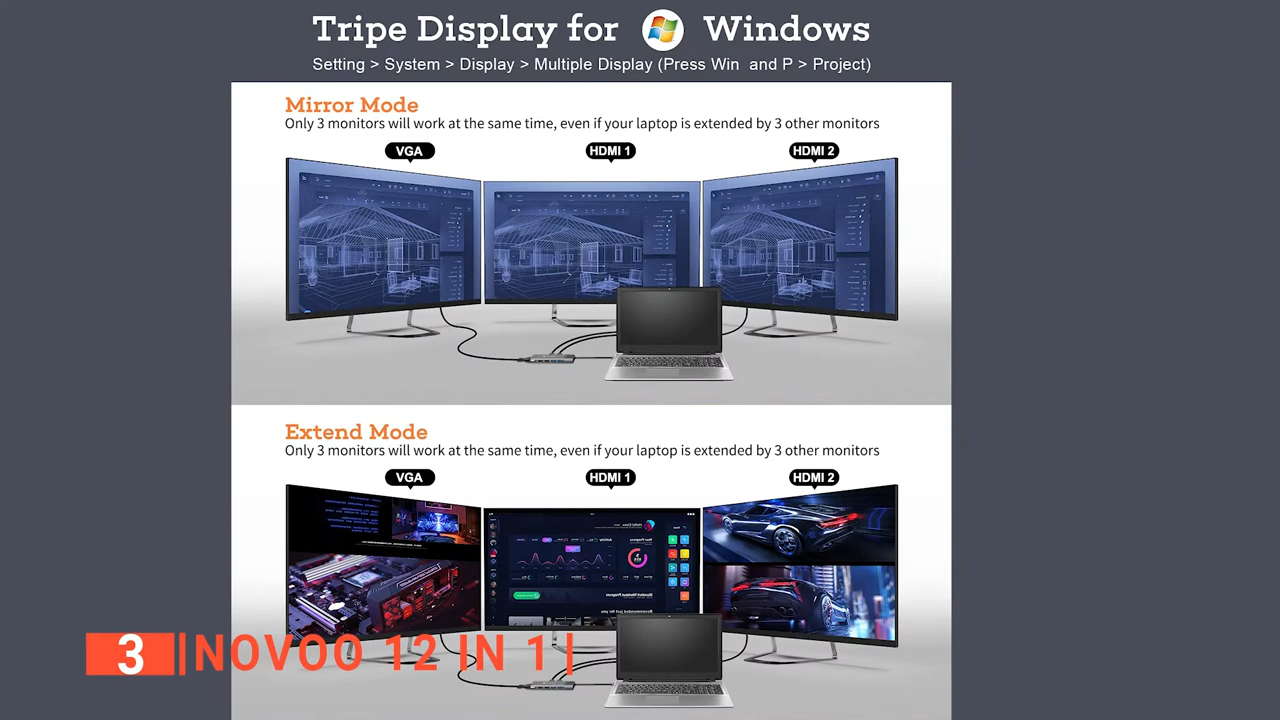 Tripe Display for Windows
Setting > System > Display > Multiple Display (Press Win and P > Project)
Mirror Mode
Only 3 monitors will work at the same time, even if your laptop is extended by 3 other monitors
VGA HDMI 1 HDMI 2
Extend Mode
Only 3 monitors will work at the same time, even if your laptop is extended by 3 other monitors
VGA HDMI 1 HDMI 2
3 |NOVOO 12 IN 1 |